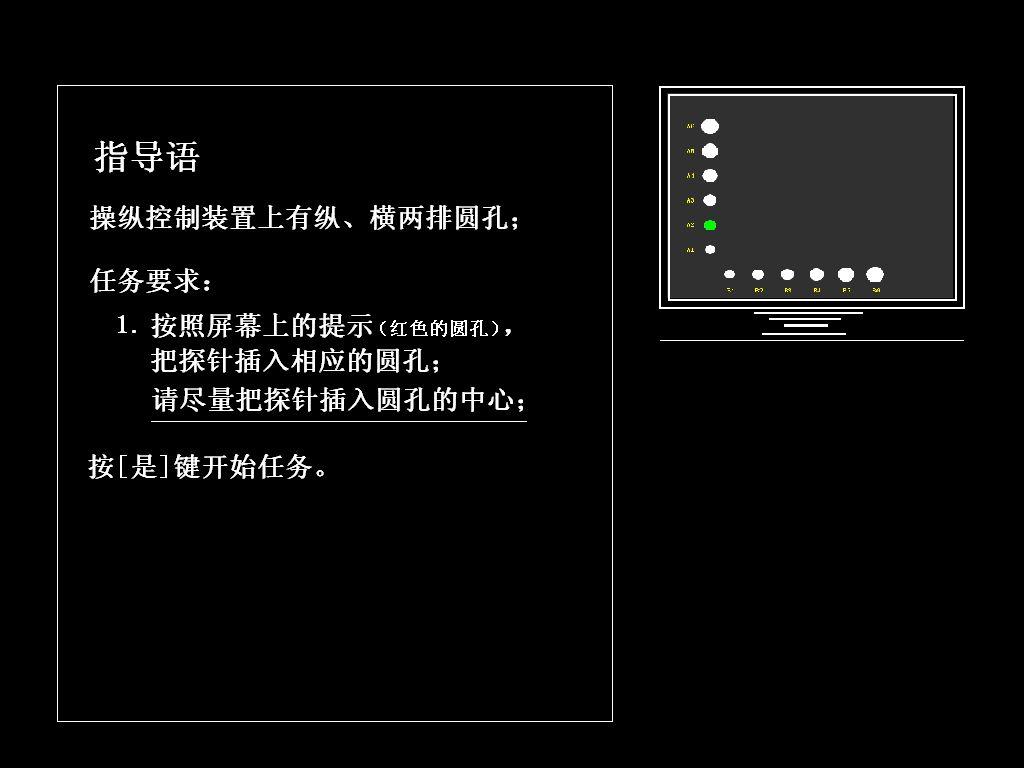 指导语
操纵控制装置上有纵、横两排圆孔；
任务要求：
1. 按照屏幕上的提示（红色的圆孔），
把探针插入相应的圆孔；
请尽量把探针插入圆孔的中心；
按[是]键开始任务。
A3
A2
A1